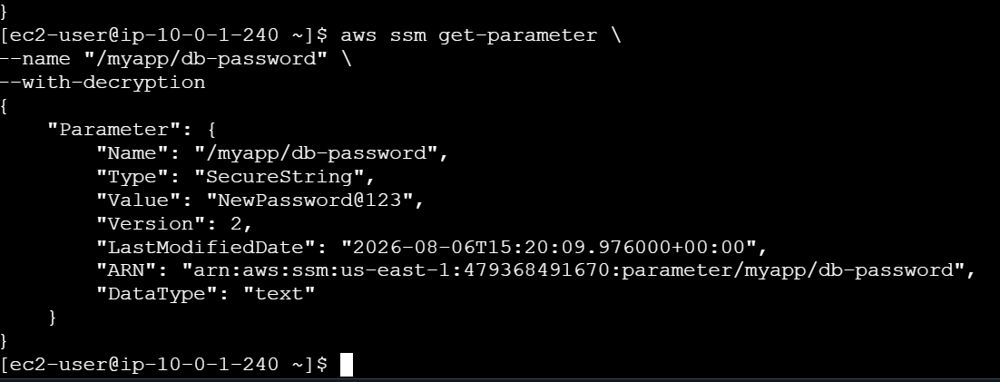 }
[ec2-user@ip-10-0-1-240 ~]$ aws ssm get-parameter \
--name "/myapp/db-password" \
--with-decryption
{
    "Parameter": {
        "Name": "/myapp/db-password",
        "Type": "SecureString",
        "Value": "NewPassword@123",
        "Version": 2,
        "LastModifiedDate": "2026-08-06T15:20:09.976000+00:00",
        "ARN": "arn:aws:ssm:us-east-1:479368491670:parameter/myapp/db-password",
        "DataType": "text"
    }
}
[ec2-user@ip-10-0-1-240 ~]$